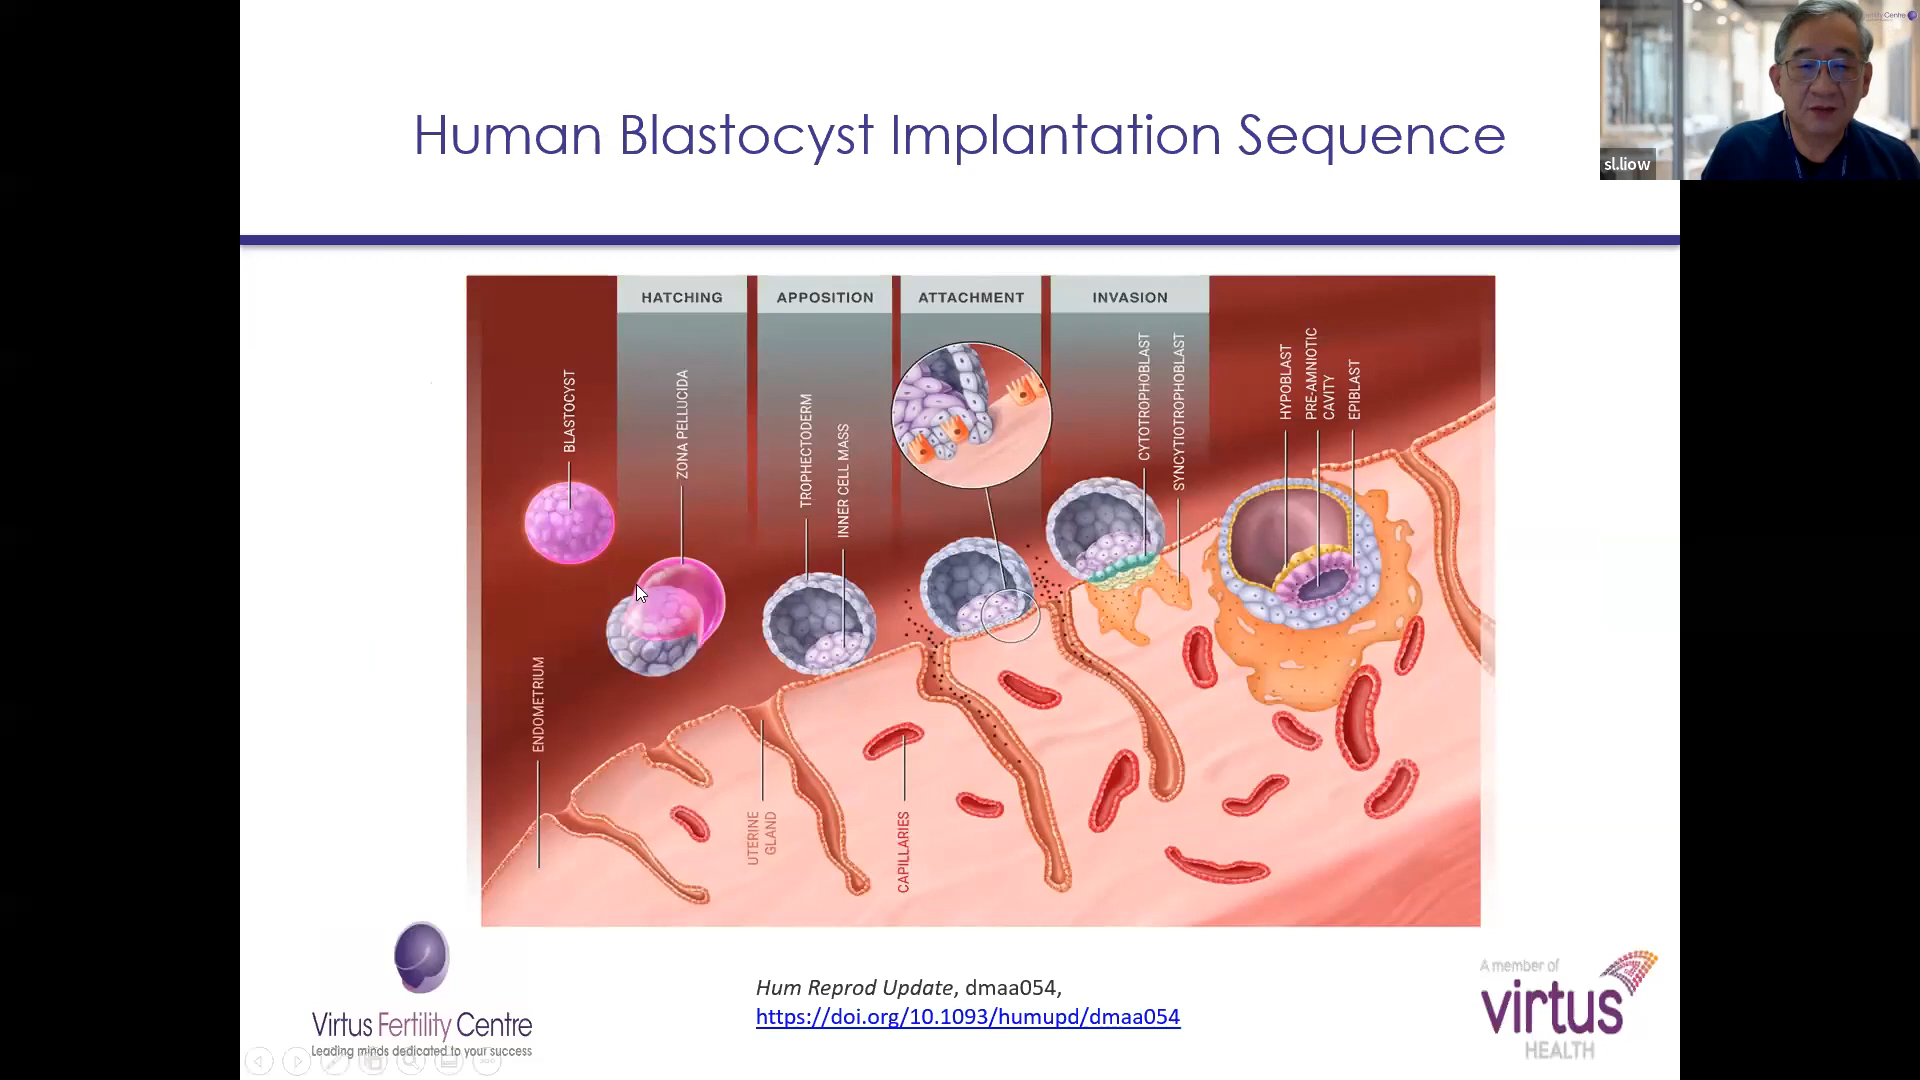 Human Blastocyst Implantation Sequence
Centre
sl.liow
HATCHING
APPOSITION
ATTACHMENT
INVASION
BLASTOCYST
ZONA PELLUCIDA
TROPHECTODERM
INNER CELL MASS
CYTOTROPHOBLAST
SYNCYTIOTROPHOBLAST
HYPOBLAST
PRE-AMNIOTIC
CAVITY
EPIBLAST
ENDOMETRIUM
UTERINE
GLAND
CAPILLARIES
Virtus Fertility Centre
Leading minds dedicated to your success
Hum Reprod Update, dmaa054,
https://doi.org/10.1093/humupd/dmaa054
A member of
virtus
HEALTH